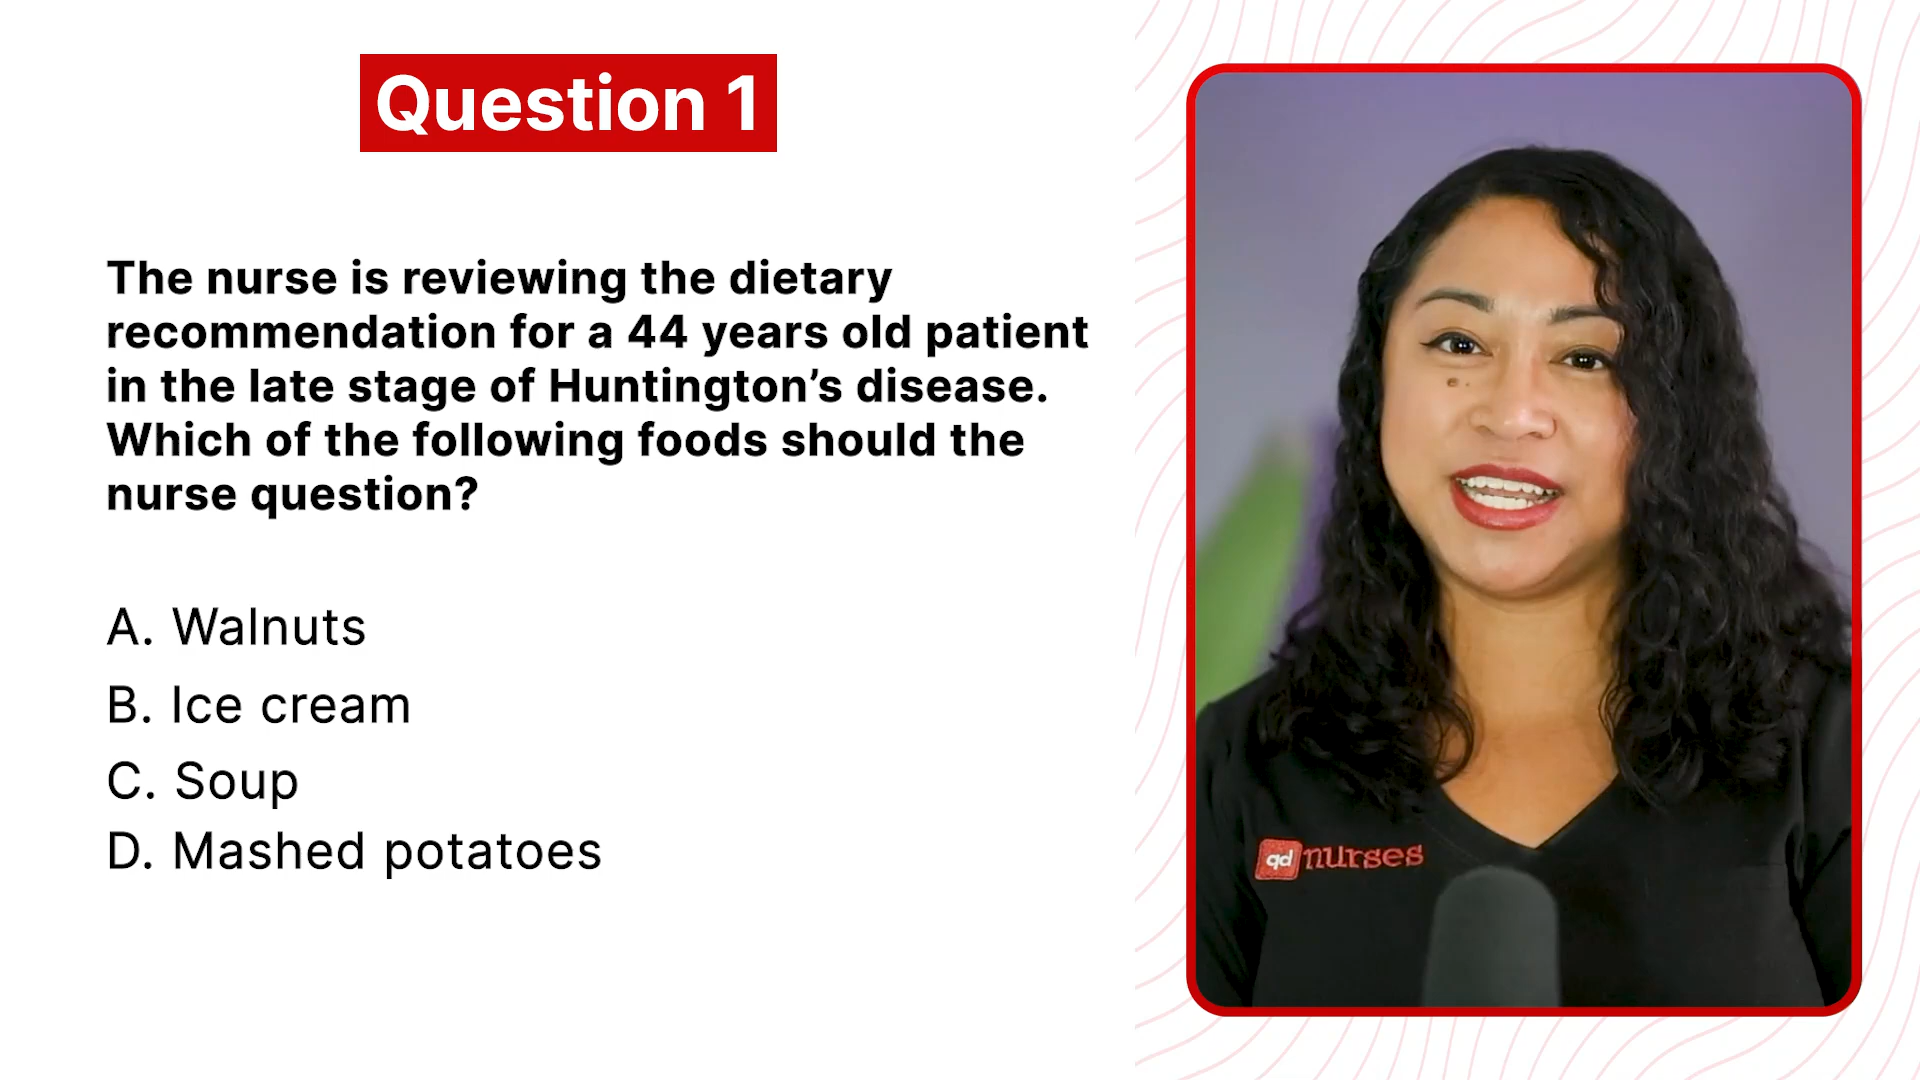 Question 1
The nurse is reviewing the dietary
recommendation for a 44 years old patient
in the late stage of Huntington’s disease.
Which of the following foods should the
nurse question?
A. Walnuts
B. Ice cream
C. Soup
D. Mashed potatoes
qd nurses